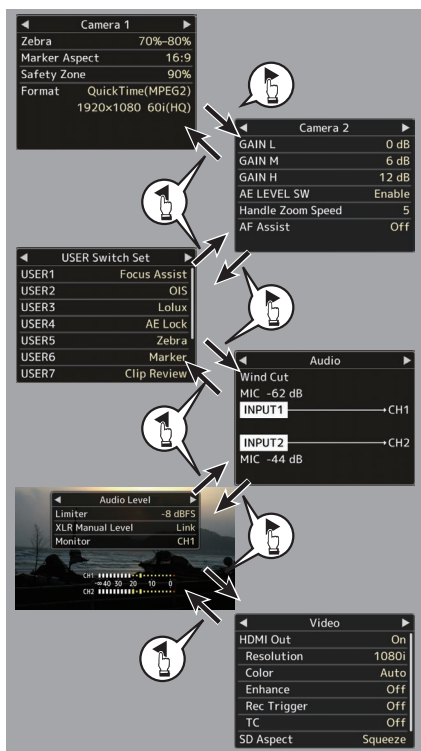 ◀ Camera 1 ▶
Zebra 70%–80%
Marker Aspect 16:9
Safety Zone 90%
Format QuickTime(MPEG2)
1920×1080 60i(HQ)
◀ Camera 2 ▶
GAIN L 0 dB
GAIN M 6 dB
GAIN H 12 dB
AE LEVEL SW Enable
Handle Zoom Speed 5
AF Assist Off
◀ USER Switch Set ▶
USER1 Focus Assist
USER2 OIS
USER3 Lolux
USER4 AE Lock
USER5 Zebra
USER6 Marker
USER7 Clip Review
◀ Audio ▶
Wind Cut
MIC -62 dB
INPUT1 CH1
INPUT2 CH2
MIC -44 dB
◀ Audio Level ▶
Limiter -8 dBFS
XLR Manual Level Link
Monitor CH1
CH1
-∞ 40 30 20 10 0
CH2
◀ Video ▶
HDMI Out On
Resolution 1080i
Color Auto
Enhance Off
Rec Trigger Off
TC Off
SD Aspect Squeeze